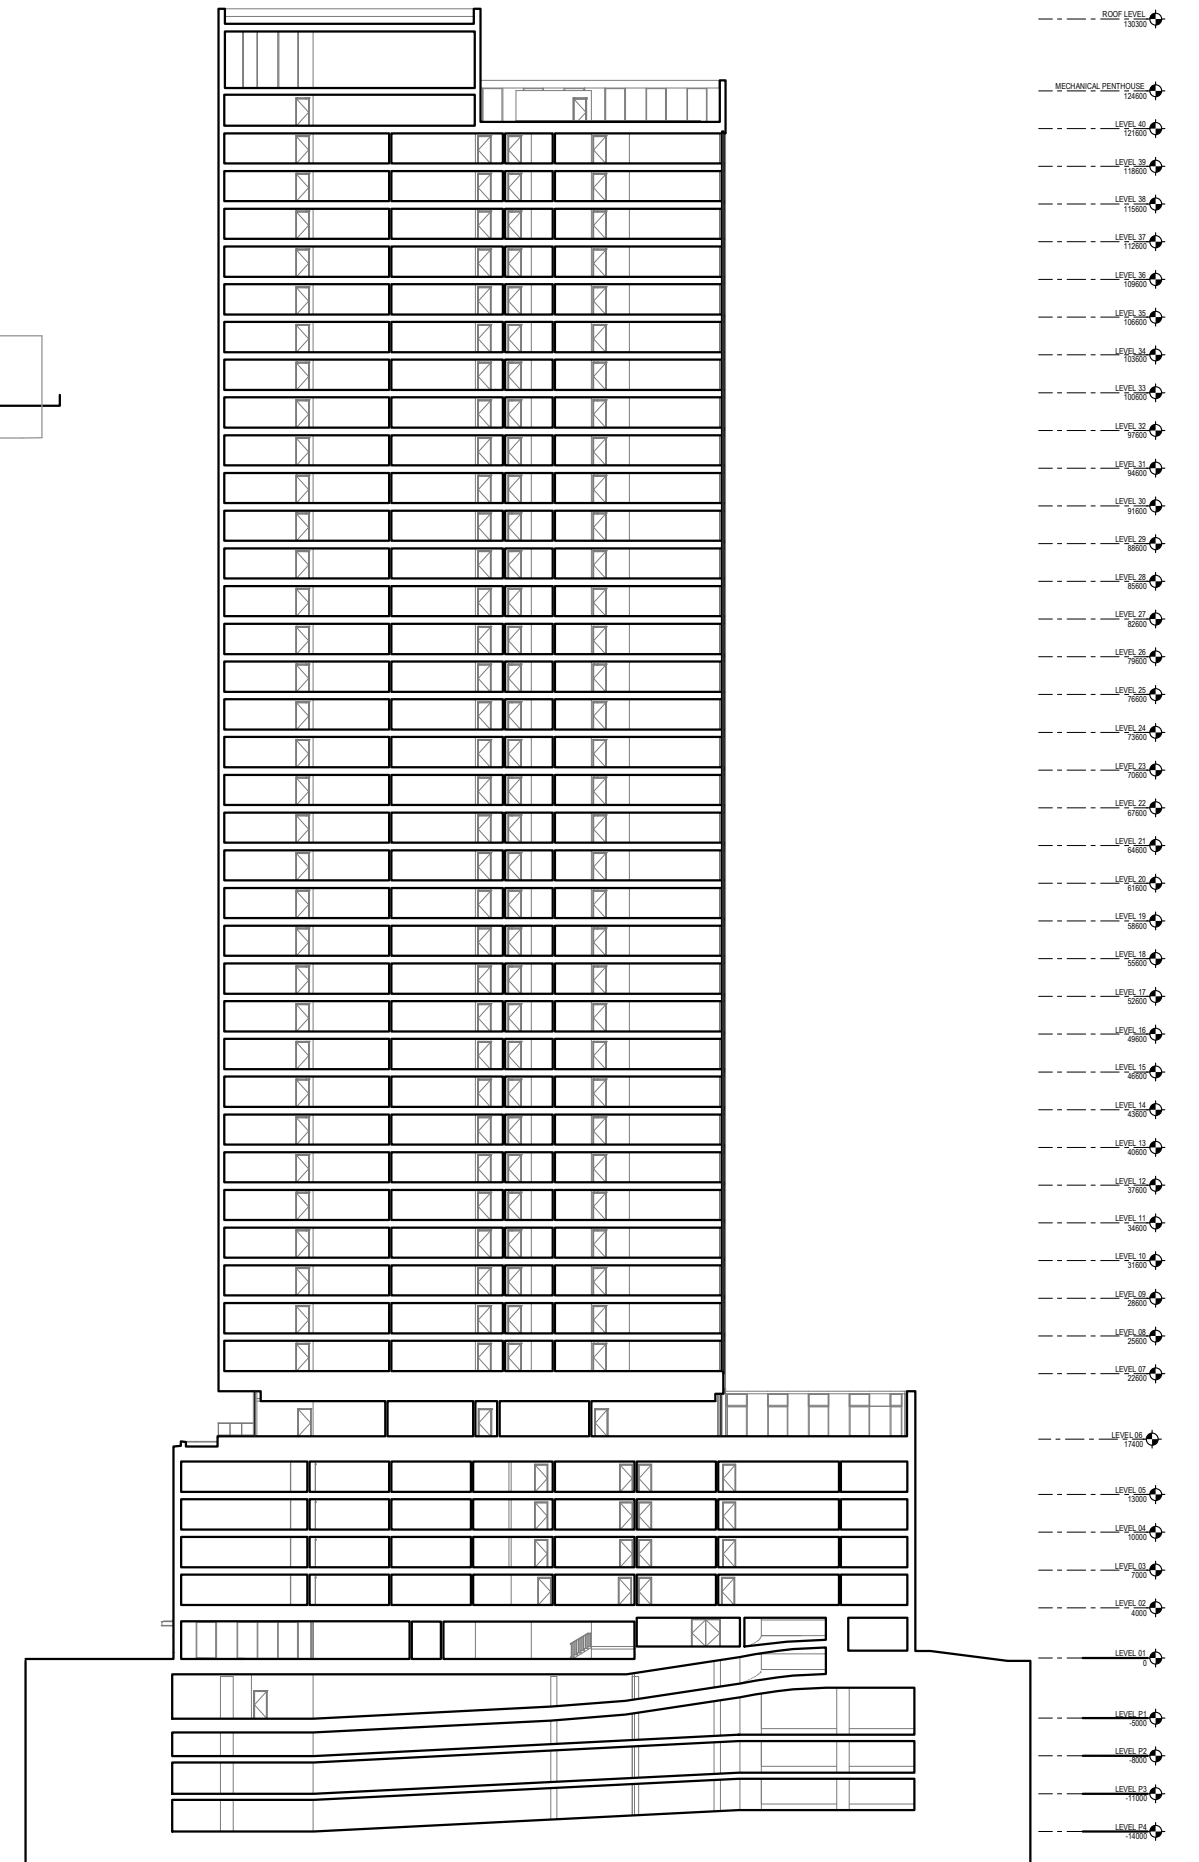 ROOF LEVEL
130300
MECHANICAL PENTHOUSE
124600
LEVEL 40
121600
LEVEL 39
118600
LEVEL 38
115600
LEVEL 37
112600
LEVEL 36
109600
LEVEL 35
106600
LEVEL 34
103600
LEVEL 33
100600
LEVEL 32
97600
LEVEL 31
94600
LEVEL 30
91600
LEVEL 29
88600
LEVEL 28
85600
LEVEL 27
82600
LEVEL 26
79600
LEVEL 25
76600
LEVEL 24
73600
LEVEL 23
70600
LEVEL 22
67600
LEVEL 21
64600
LEVEL 20
61600
LEVEL 19
58600
LEVEL 18
55600
LEVEL 17
52600
LEVEL 16
49600
LEVEL 15
46600
LEVEL 14
43600
LEVEL 13
40600
LEVEL 12
37600
LEVEL 11
34600
LEVEL 10
31600
LEVEL 09
28600
LEVEL 08
25600
LEVEL 07
22600
LEVEL 06
17400
LEVEL 05
13000
LEVEL 04
10000
LEVEL 03
7000
LEVEL 02
4000
LEVEL 01
0
LEVEL P1
-5000
LEVEL P2
-8000
LEVEL P3
-11000
LEVEL P4
-14000